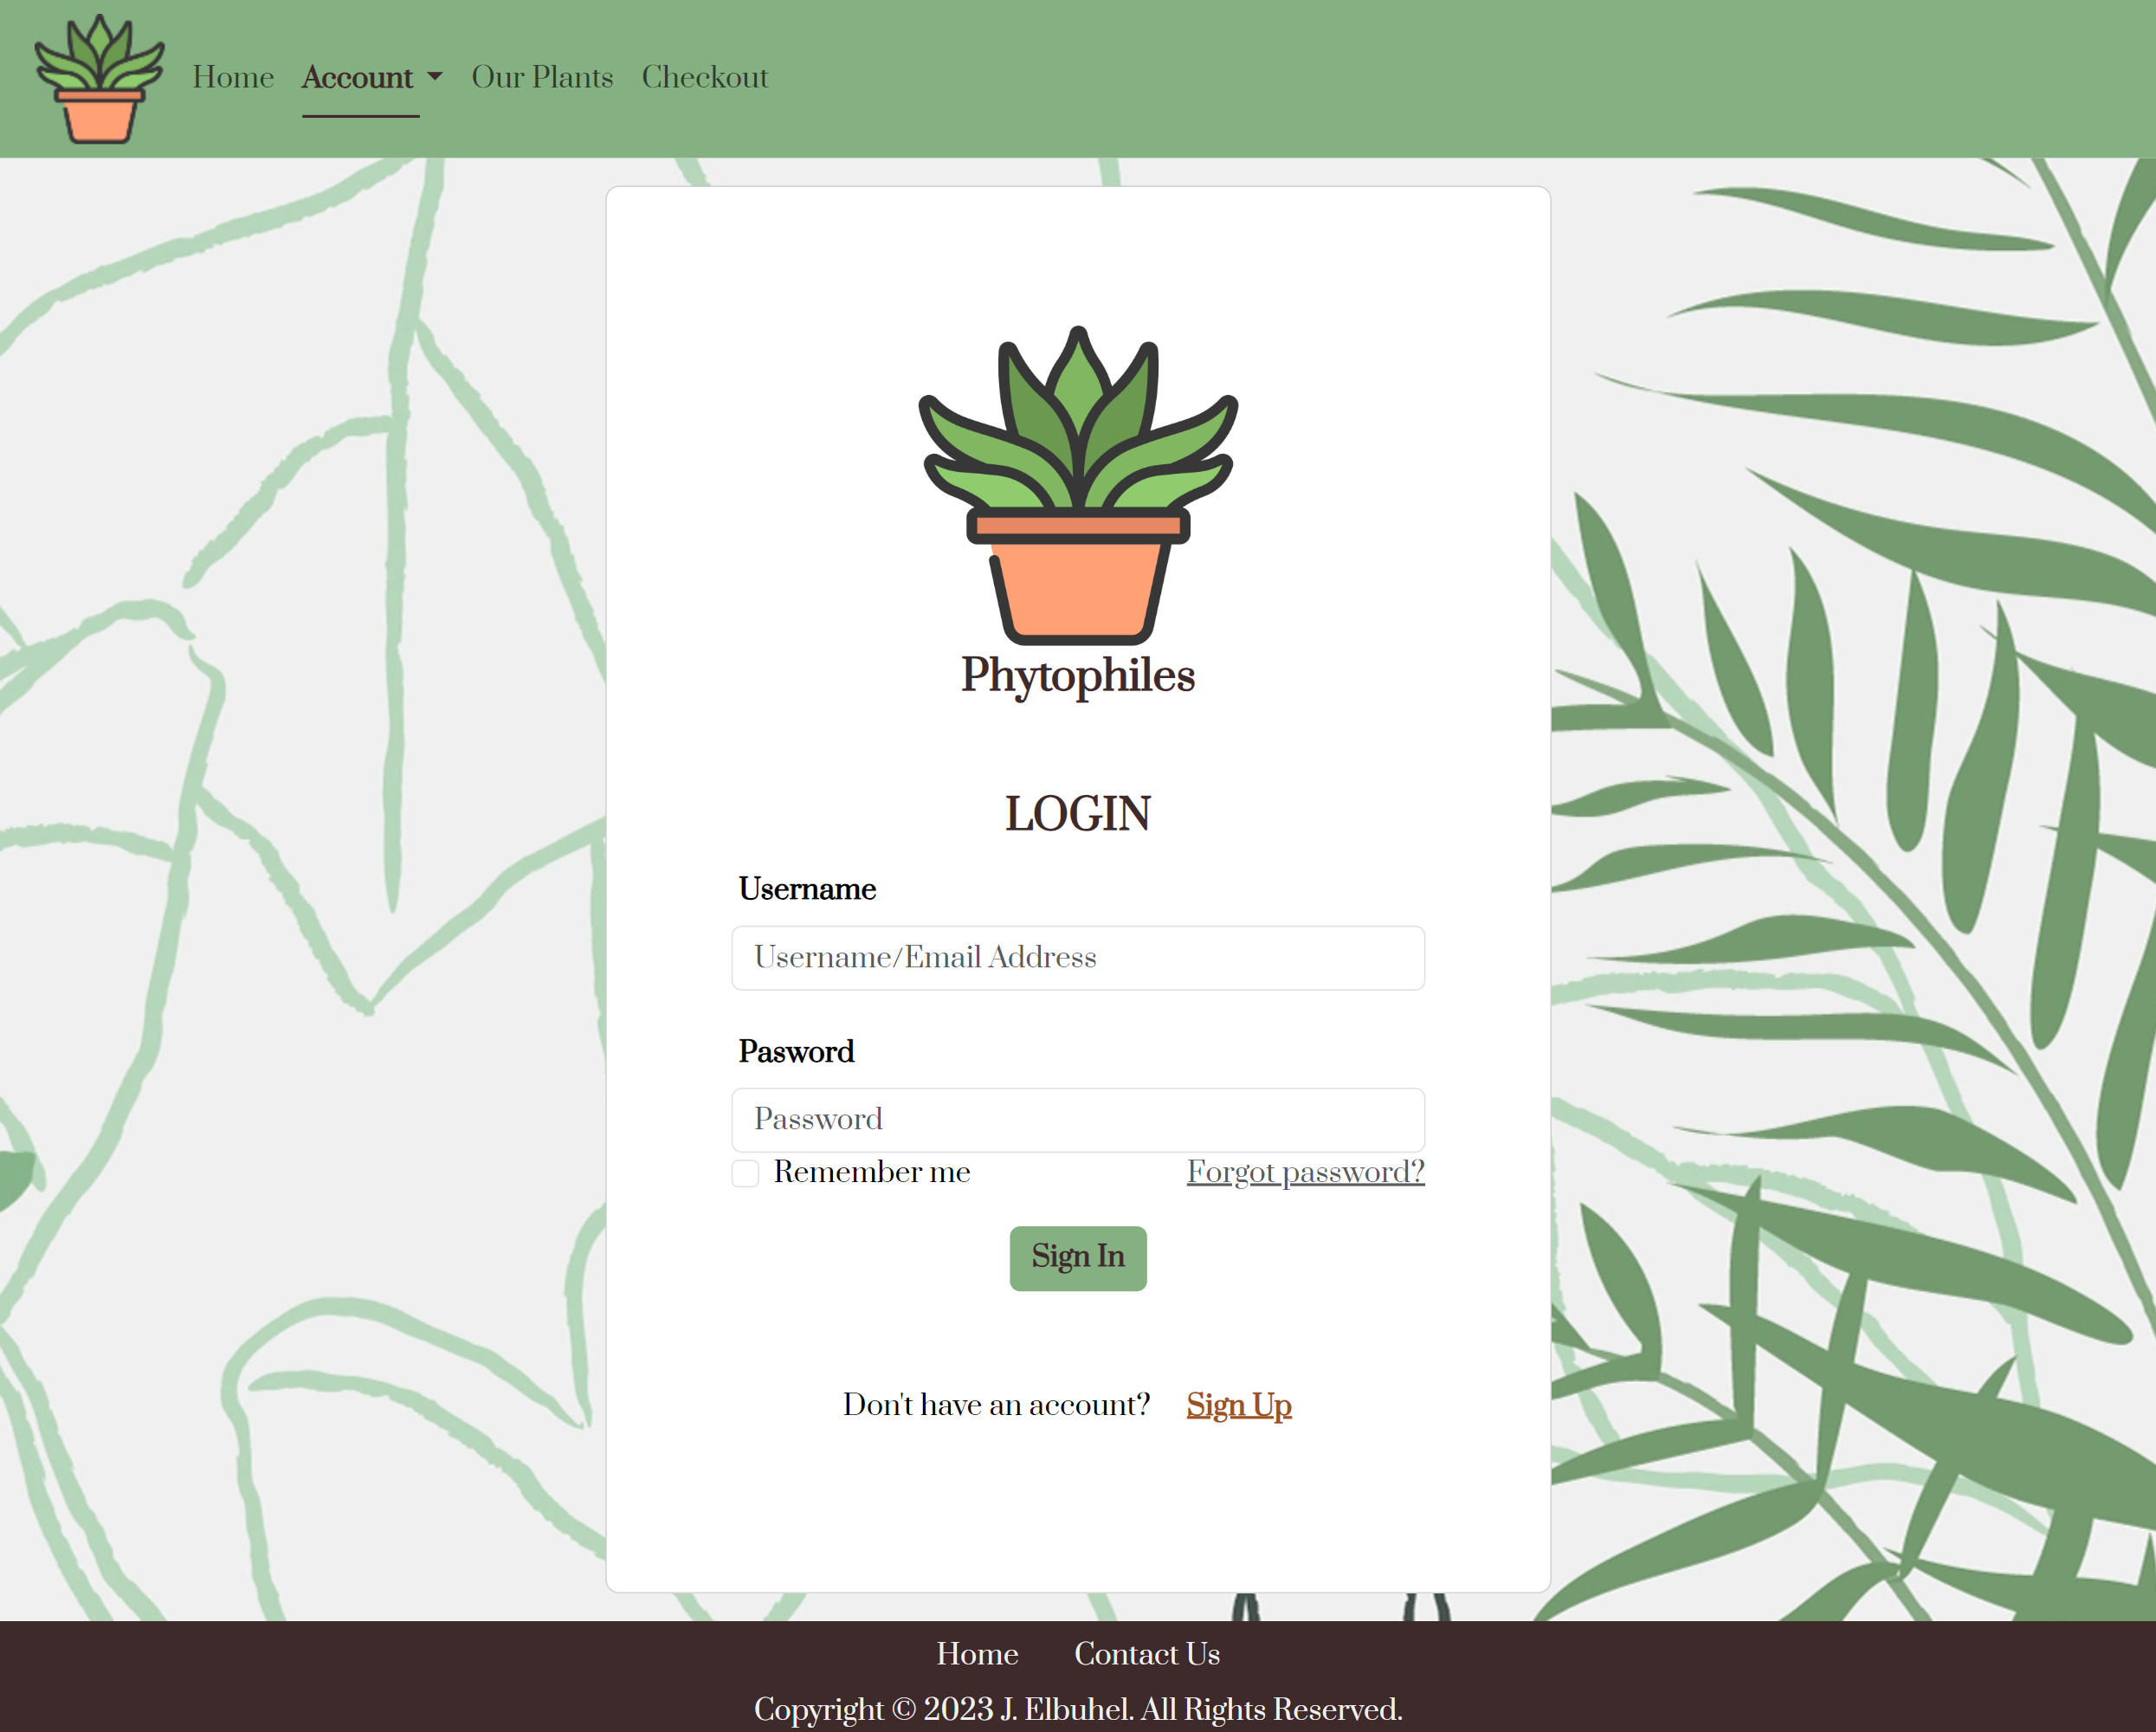 Home Account Our Plants Checkout
Phytophiles
LOGIN
Username
Username/Email Address
Pasword
Password
Remember me Forgot password?
Sign In
Don't have an account? Sign Up
Home Contact Us
Copyright © 2023 J. Elbuhel. All Rights Reserved.